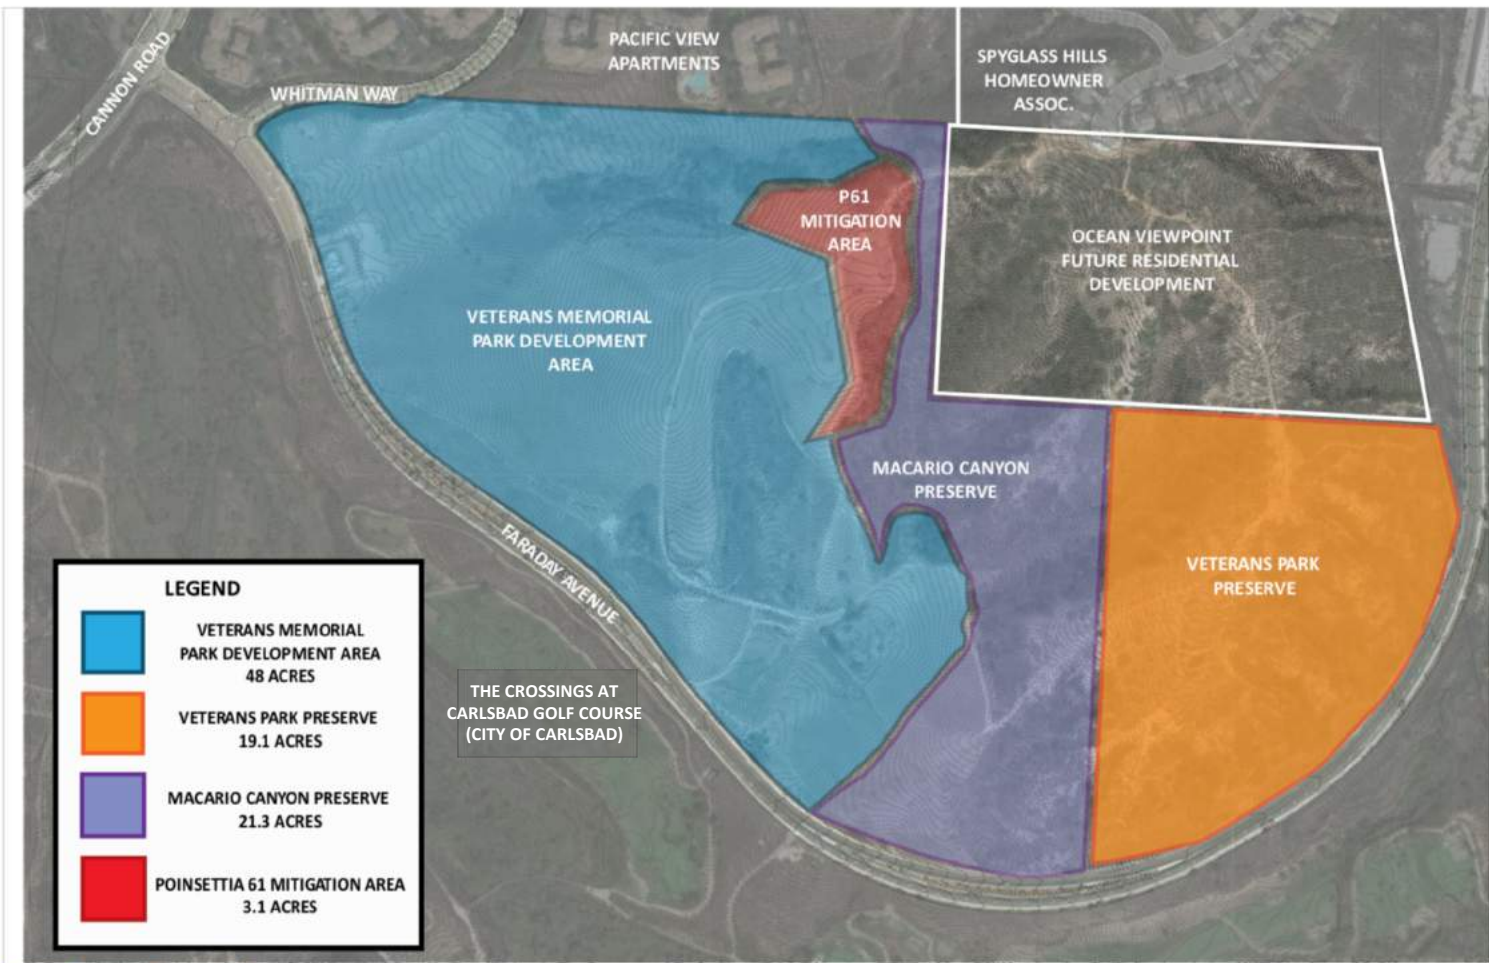 CANNON ROAD
WHITMAN WAY
PACIFIC VIEW
APARTMENTS
SPYGLASS HILLS
HOMEOWNER
ASSOC.
P61
MITIGATION
AREA
OCEAN VIEWPOINT
FUTURE RESIDENTIAL
DEVELOPMENT
VETERANS MEMORIAL
PARK DEVELOPMENT
AREA
MACARIO CANYON
PRESERVE
VETERANS PARK
PRESERVE
FARADAY AVENUE
THE CROSSINGS AT
CARLSBAD GOLF COURSE
(CITY OF CARLSBAD)
LEGEND
VETERANS MEMORIAL
PARK DEVELOPMENT AREA
48 ACRES
VETERANS PARK PRESERVE
19.1 ACRES
MACARIO CANYON PRESERVE
21.3 ACRES
POINSETTIA 61 MITIGATION AREA
3.1 ACRES